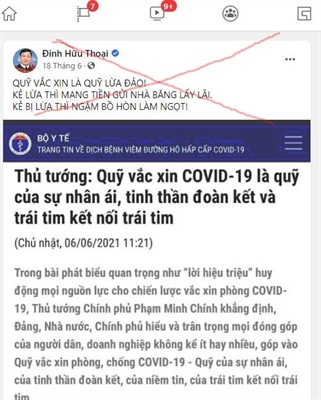 7
9+
Đinh Hữu Thoại
18 Tháng 6 ·
QUỸ VẮC XIN LÀ QUỸ LỪA ĐẢO!
KẺ LỪA THÌ MANG TIỀN GỬI NHÀ BĂNG LẤY LÃI.
KẺ BỊ LỪA THÌ NGẬM BỒ HÒN LÀM NGỌT!
BỘ Y TẾ
TRANG TIN VỀ DỊCH BỆNH VIÊM ĐƯỜNG HÔ HẤP CẤP COVID-19
Thủ tướng: Quỹ vắc xin COVID-19 là quỹ
của sự nhân ái, tinh thần đoàn kết và
trái tim kết nối trái tim
(Chủ nhật, 06/06/2021 11:21)
Trong bài phát biểu quan trọng như “lời hiệu triệu” huy
động mọi nguồn lực cho chiến lược vắc xin phòng COVID-
19, Thủ tướng Chính phủ Phạm Minh Chính khẳng định,
Đảng, Nhà nước, Chính phủ hiểu và trân trọng mọi đóng góp
của người dân, doanh nghiệp không kể ít hay nhiều, góp vào
Quỹ vắc xin phòng, chống COVID-19 - Quỹ của sự nhân ái,
của tinh thần đoàn kết, của niềm tin, của trái tim kết nối trái